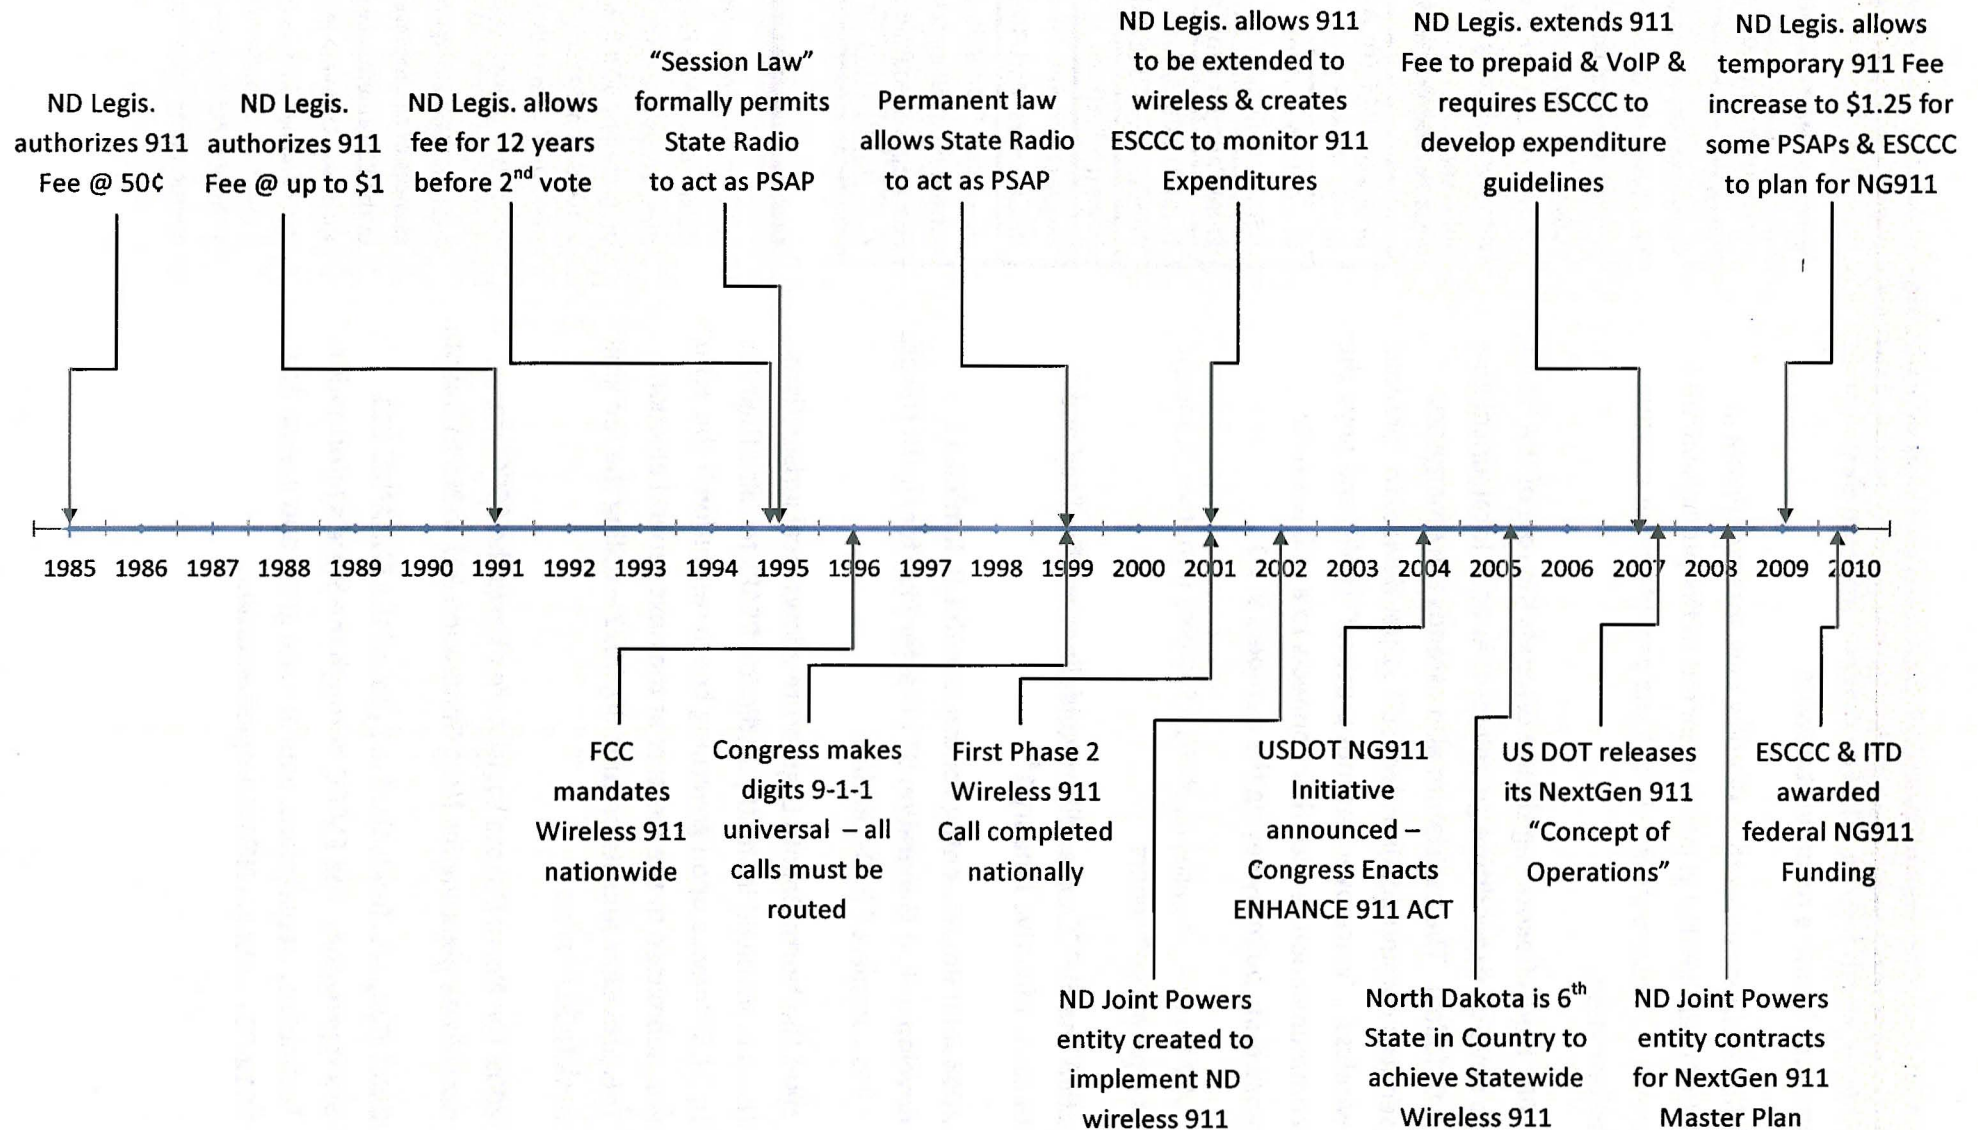 ND Legis.
authorizes 911
Fee @ 50¢
ND Legis.
authorizes 911
Fee @ up to $1
ND Legis. allows
fee for 12 years
before 2nd vote
“Session Law”
formally permits
State Radio
to act as PSAP
Permanent law
allows State Radio
to act as PSAP
ND Legis. allows 911
to be extended to
wireless & creates
ESCCC to monitor 911
Expenditures
ND Legis. extends 911
Fee to prepaid & VoIP &
requires ESCCC to
develop expenditure
guidelines
ND Legis. allows
temporary 911 Fee
increase to $1.25 for
some PSAPs & ESCCC
to plan for NG911
1985 1986 1987 1988 1989 1990 1991 1992 1993 1994 1995 1996 1997 1998 1999 2000 2001 2002 2003 2004 2005 2006 2007 2008 2009 2010
FCC
mandates
Wireless 911
nationwide
Congress makes
digits 9-1-1
universal – all
calls must be
routed
First Phase 2
Wireless 911
Call completed
nationally
USDOT NG911
Initiative
announced –
Congress Enacts
ENHANCE 911 ACT
US DOT releases
its NextGen 911
“Concept of
Operations”
ESCCC & ITD
awarded
federal NG911
Funding
ND Joint Powers
entity created to
implement ND
wireless 911
North Dakota is 6th
State in Country to
achieve Statewide
Wireless 911
ND Joint Powers
entity contracts
for NextGen 911
Master Plan